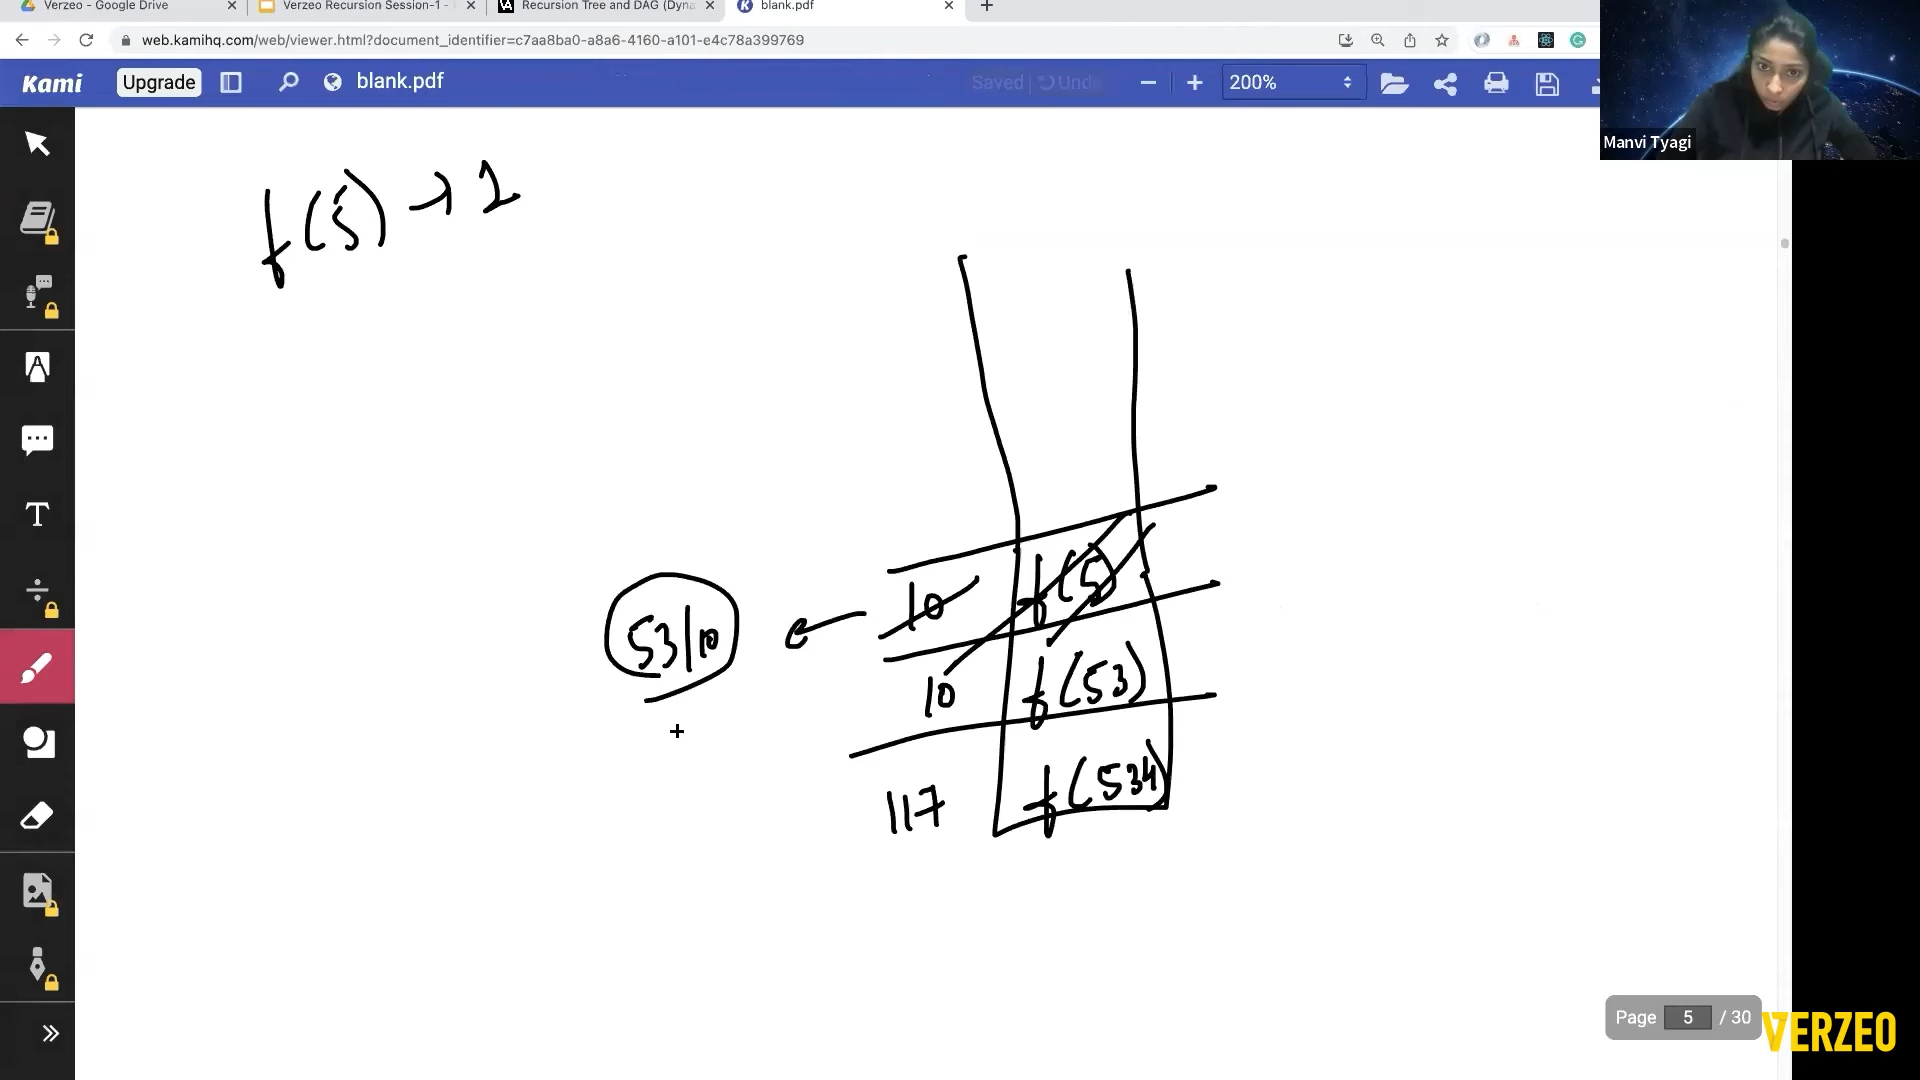 Verzeo - Google Drive
Verzeo Recursion Session-1 -
Recursion Tree and DAG (Dyna
blank.pdf
web.kamihq.com/web/viewer.html?document_identifier=c7aa8ba0-a8a6-4160-a101-e4c78a399769
Kami
Upgrade
blank.pdf
Saved
Undo
200%
Manvi Tyagi
f(5) → 1
10 f(5)
53/10
10 f(53)
117 f(534)
Page 5 / 30
VERZEO